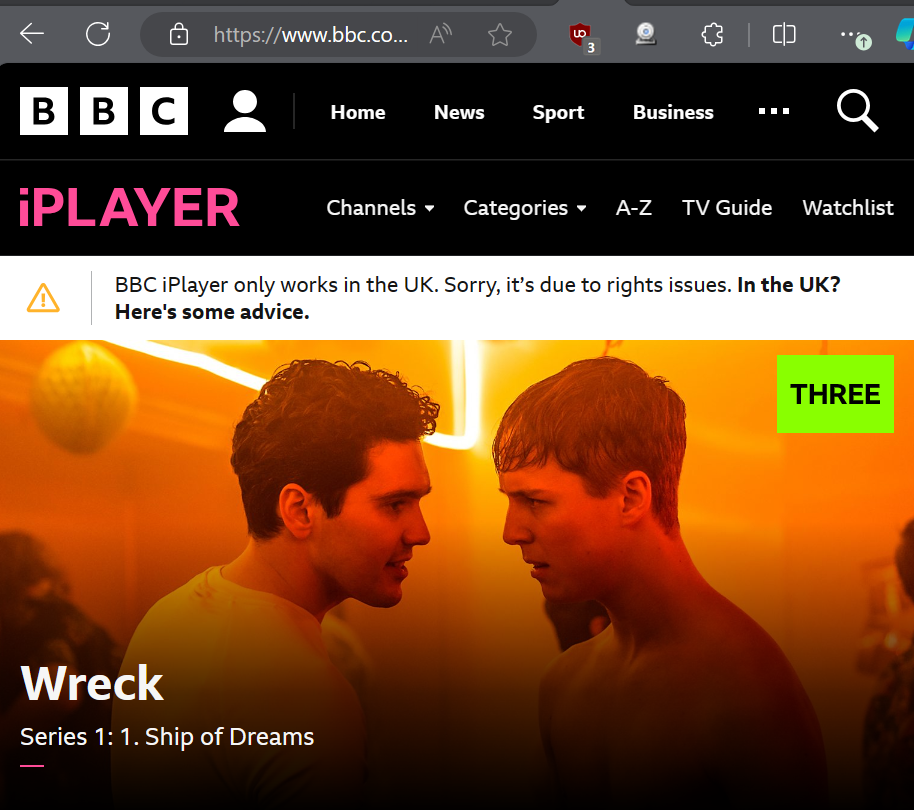 https://www.bbc.co...
3
BBC
Home News Sport Business
iPLAYER
Channels Categories A-Z TV Guide Watchlist
BBC iPlayer only works in the UK. Sorry, it’s due to rights issues. In the UK?
Here's some advice.
THREE
Wreck
Series 1: 1. Ship of Dreams